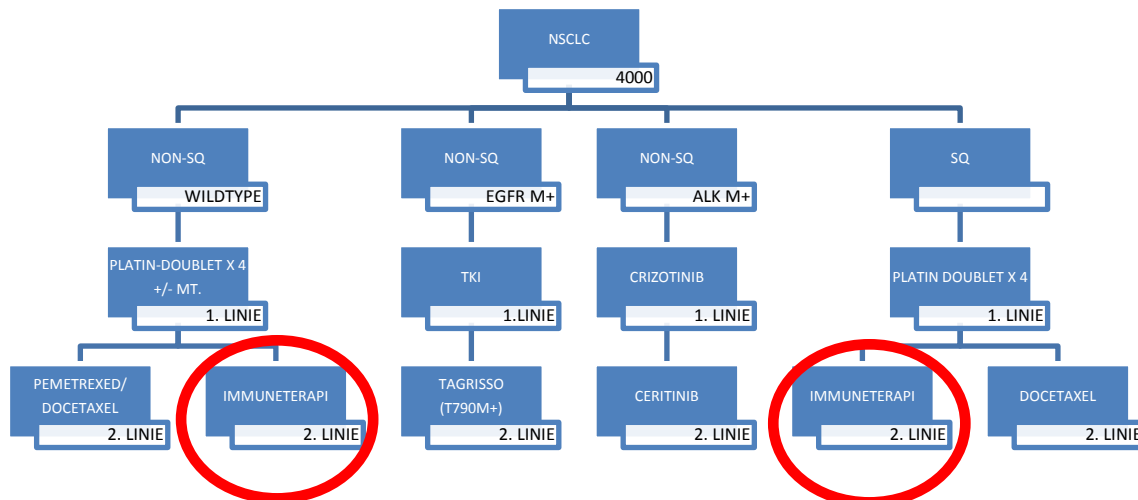 NSCLC
4000
NON-SQ
WILDTYPE
NON-SQ
EGFR M+
NON-SQ
ALK M+
SQ
PLATIN-DOUBLET X 4
+/- MT.
1. LINIE
TKI
1.LINIE
CRIZOTINIB
1. LINIE
PLATIN DOUBLET X 4
1. LINIE
PEMETREXED/
DOCETAXEL
2. LINIE
IMMUNETERAPI
2. LINIE
TAGRISSO
(T790M+)
2. LINIE
CERITINIB
2. LINIE
IMMUNETERAPI
2. LINIE
DOCETAXEL
2. LINIE